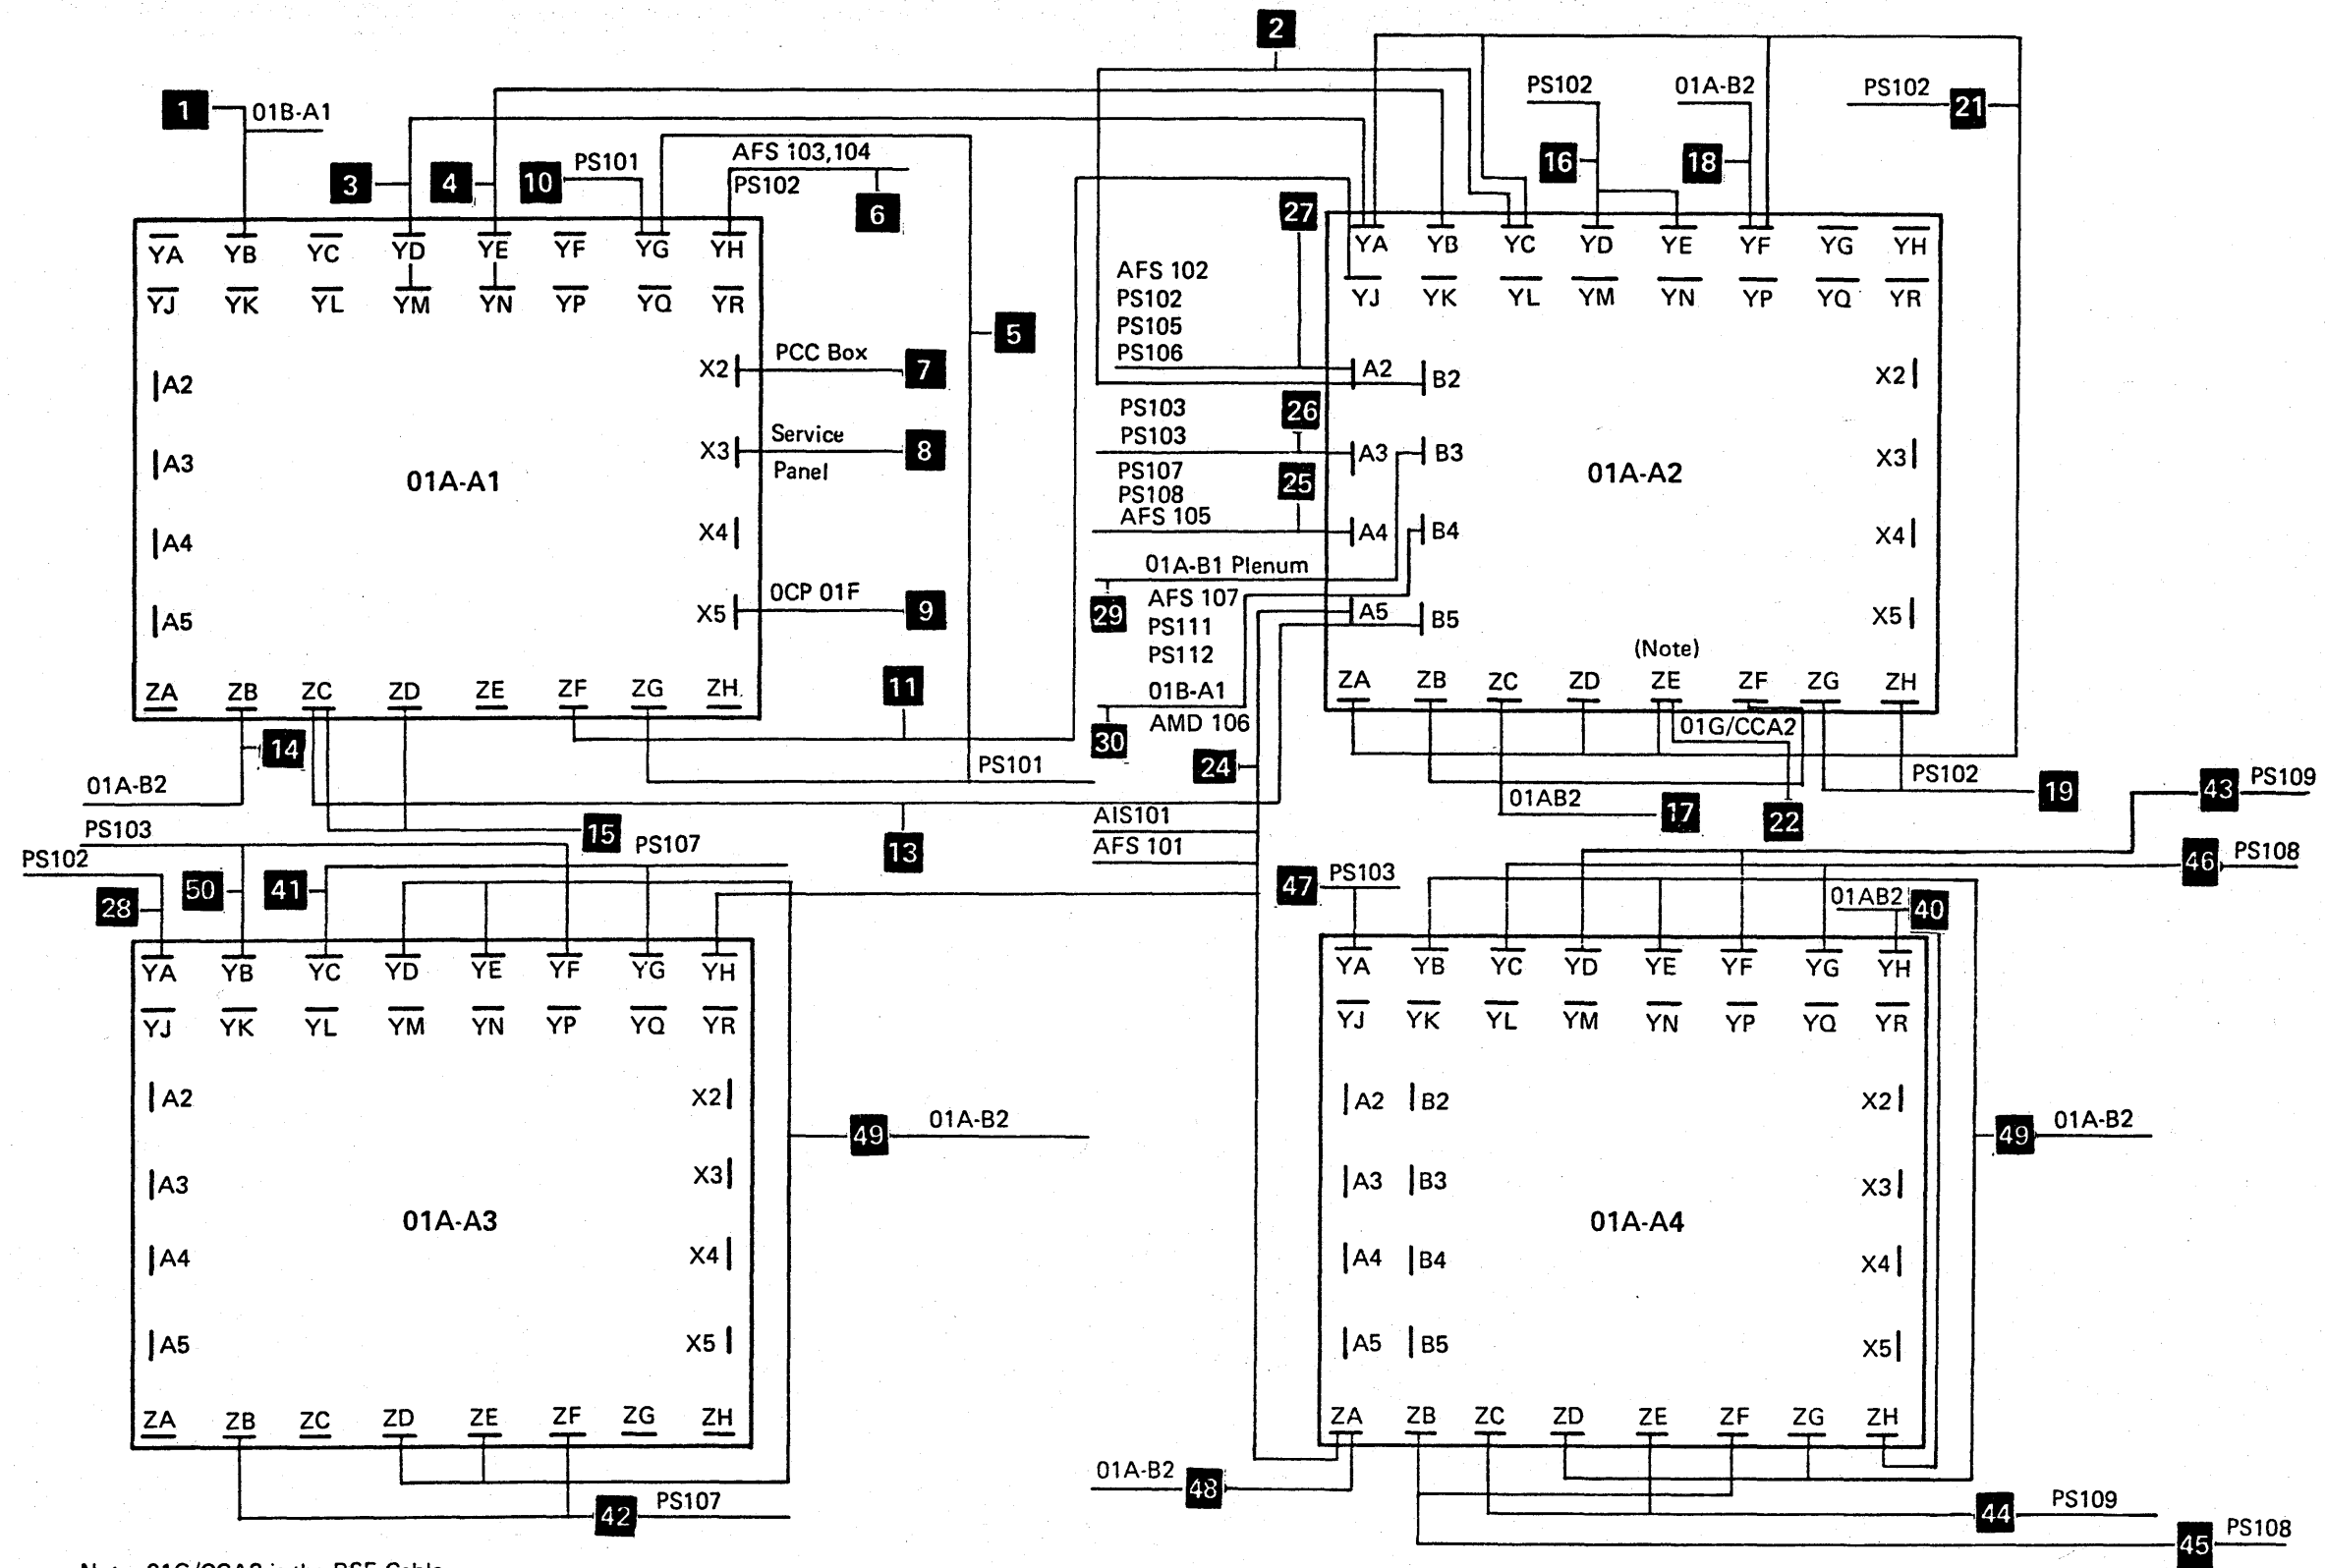 2
1
01B-A1
PS102
01A-B2
PS102
21
3
4
10
PS101
AFS 103,104
PS102
6
16
18
27
YA YB YC YD YE YF YG YH
YJ YK YL YM YN YP YQ YR
5
X2
PCC Box
7
A2
X3
Service
Panel
8
A3
01A-A1
X4
A4
X5
OCP 01F
9
A5
ZA ZB ZC ZD ZE ZF ZG ZH
11
14
01A-B2
PS101
15
13
YA YB YC YD YE YF YG YH
YJ YK YL YM YN YP YQ YR
AFS 102
PS102
PS105
PS106
A2
B2
X2
PS103
26
PS103
A3
B3
X3
01A-A2
PS107
PS108
25
AFS 105
A4
B4
X4
01A-B1 Plenum
29
AFS 107
PS111
PS112
A5
B5
X5
(Note)
01B-A1
30
AMD 106
24
ZA ZB ZC ZD ZE ZF ZG ZH
01G/CCA2
PS102
19
43
PS109
01AB2
17
22
AIS101
AFS 101
PS103
PS102
PS107
28
50
41
YA YB YC YD YE YF YG YH
YJ YK YL YM YN YP YQ YR
A2
X2
49
01A-B2
A3
X3
01A-A3
A4
X4
A5
X5
ZA ZB ZC ZD ZE ZF ZG ZH
42
PS107
46
PS108
47
PS103
01AB2
40
YA YB YC YD YE YF YG YH
YJ YK YL YM YN YP YQ YR
A2
B2
X2
49
01A-B2
A3
B3
X3
01A-A4
A4
B4
X4
A5
B5
X5
ZA ZB ZC ZD ZE ZF ZG ZH
01A-B2
48
44
PS109
45
PS108
01G/CCA2 is the BSF Cable